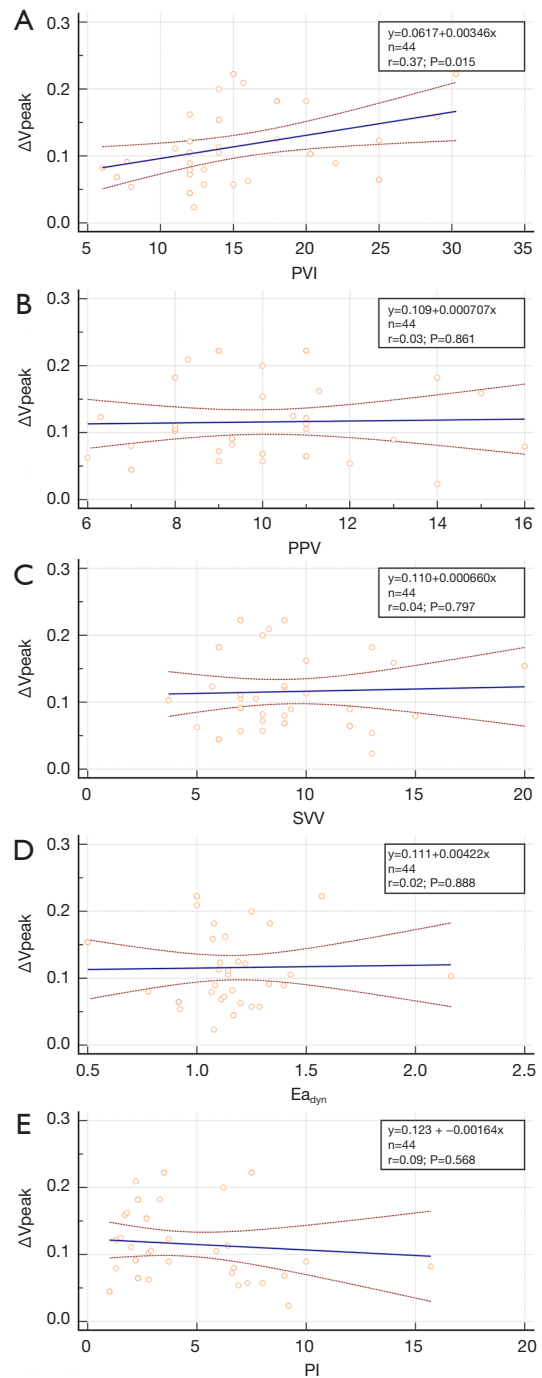 A
0.3
0.2
0.1
0.0
ΔVpeak
y=0.0617+0.00346x
n=44
r=0.37; P=0.015
5 10 15 20 25 30 35
PVI
B
0.3
0.2
0.1
0.0
ΔVpeak
y=0.109+0.000707x
n=44
r=0.03; P=0.861
6 8 10 12 14 16
PPV
C
0.3
0.2
0.1
0.0
ΔVpeak
y=0.110+0.000660x
n=44
r=0.04; P=0.797
0 5 10 15 20
SVV
D
0.3
0.2
0.1
0.0
ΔVpeak
y=0.111+0.00422x
n=44
r=0.02; P=0.888
0.5 1.0 1.5 2.0 2.5
Eadyn
E
0.3
0.2
0.1
0.0
ΔVpeak
y=0.123 + −0.00164x
n=44
r=0.09; P=0.568
0 5 10 15 20
PI